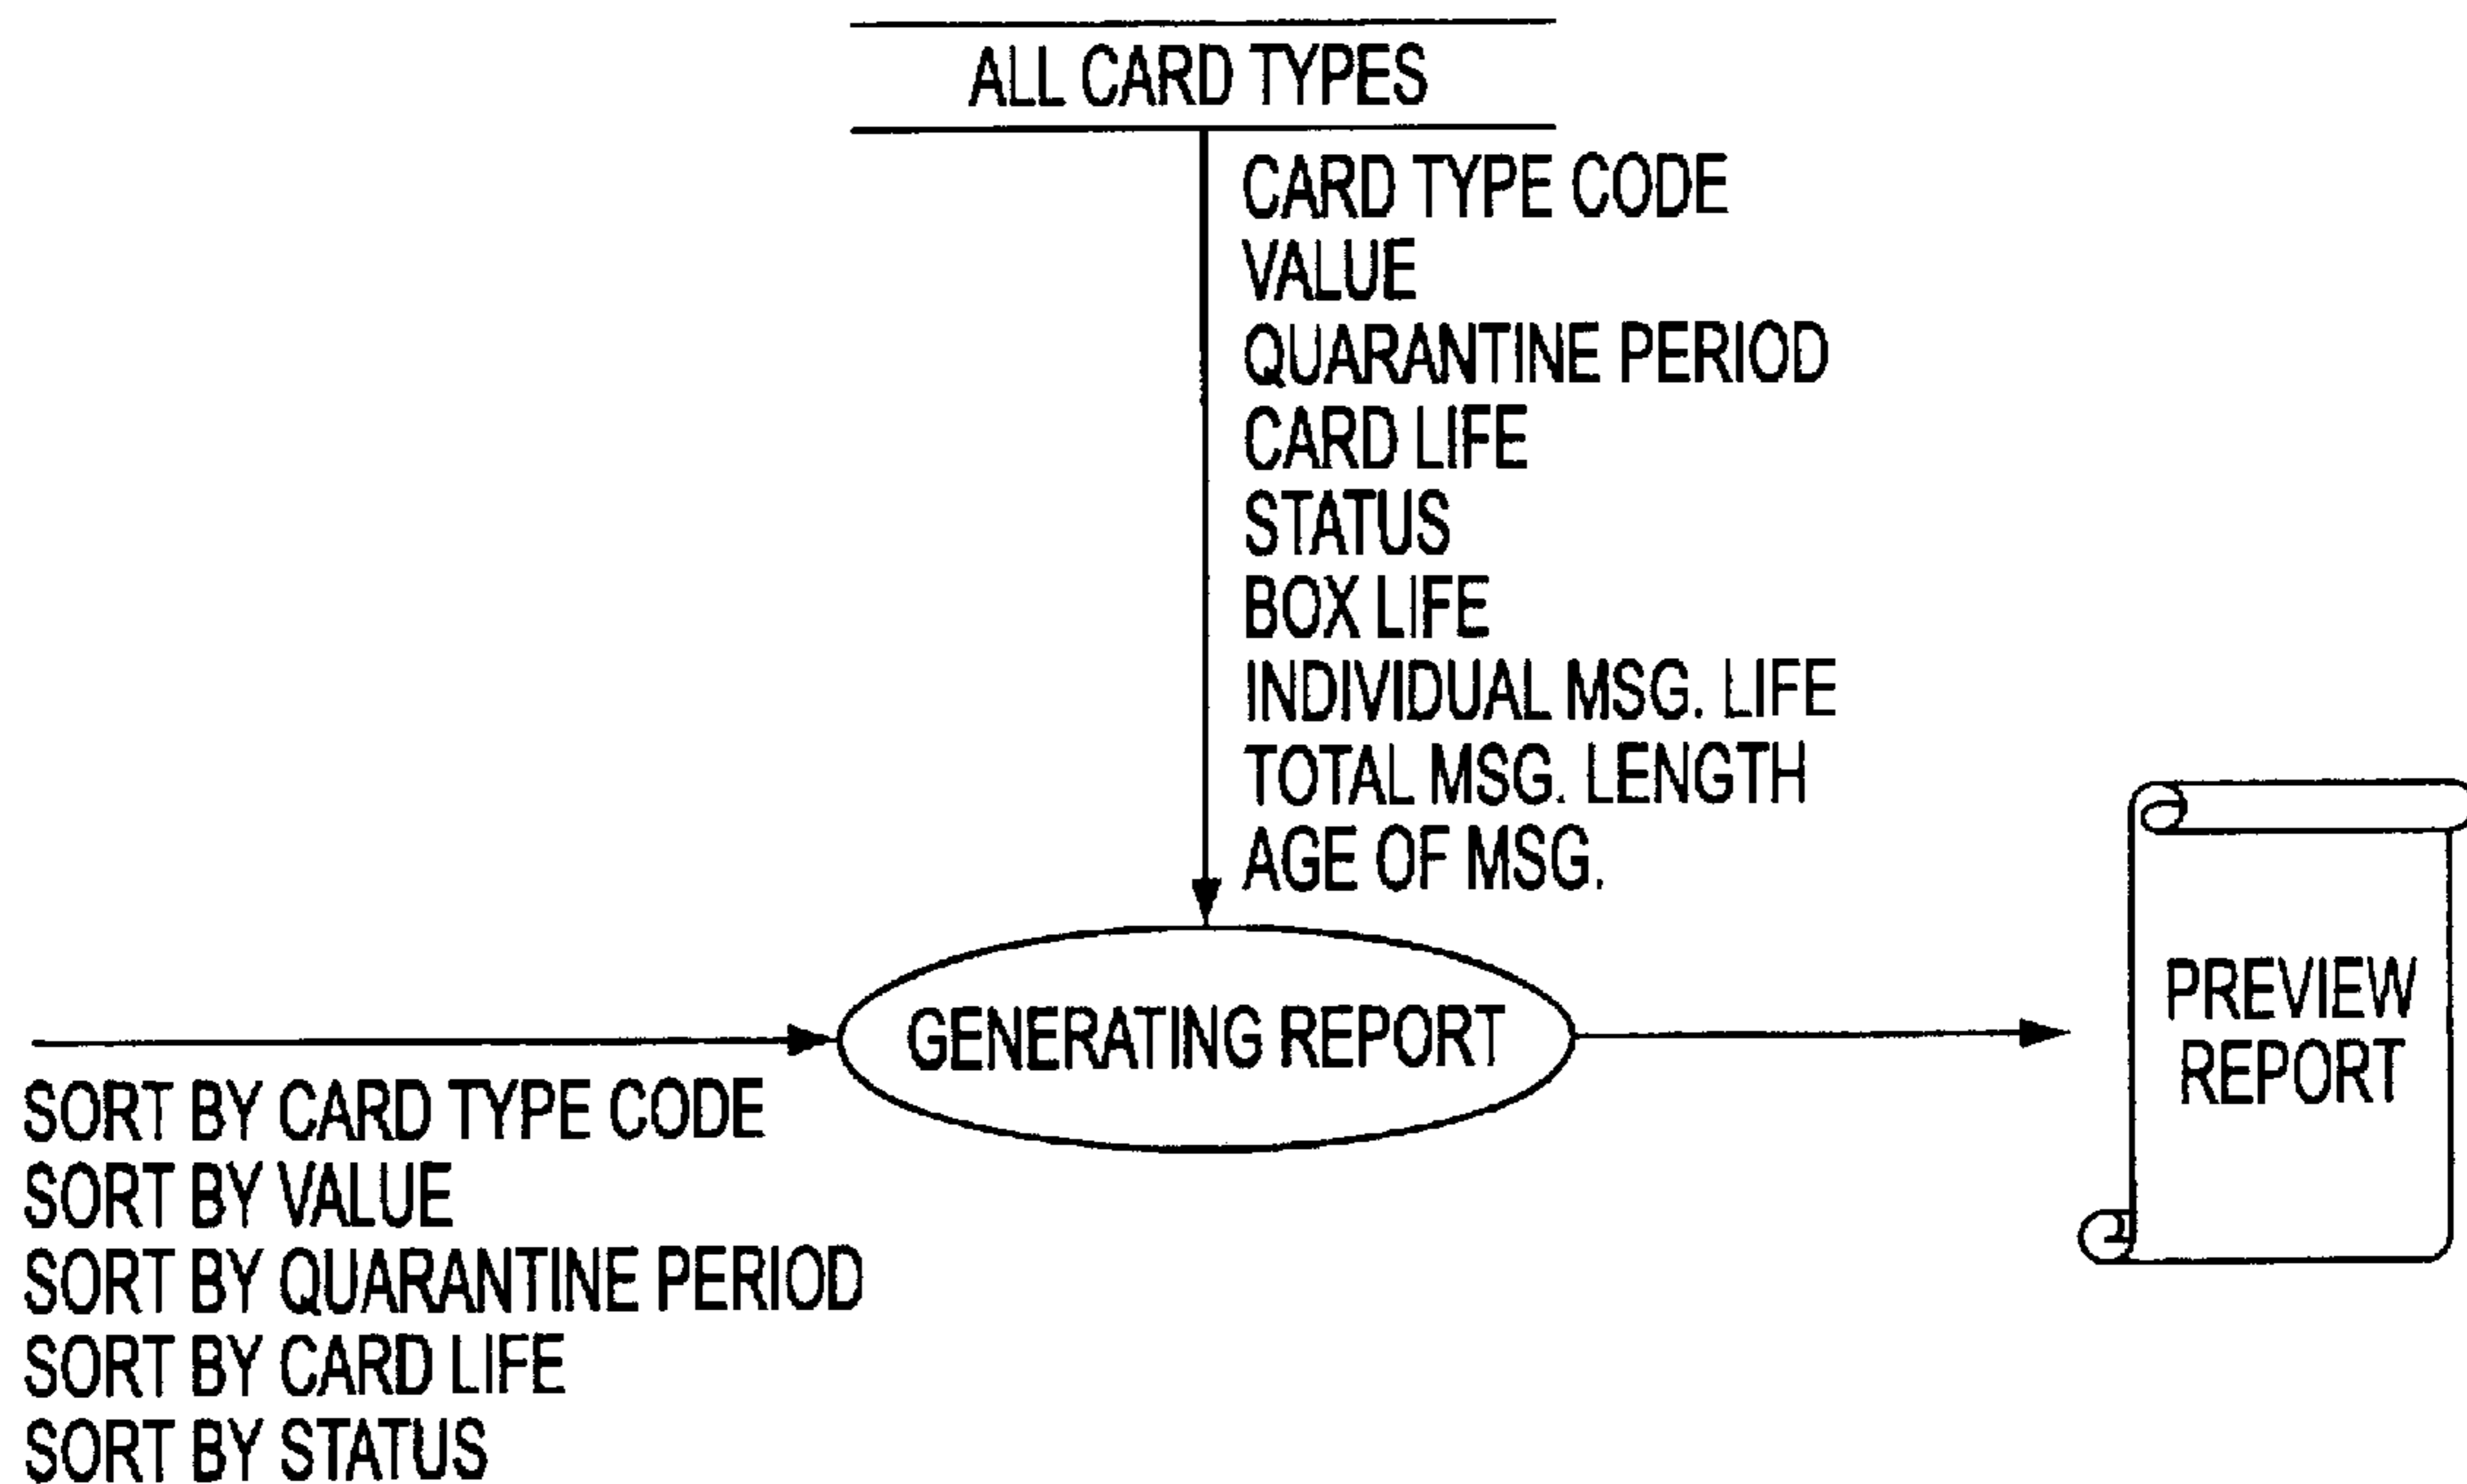 ALL CARD TYPES
CARD TYPE CODE
VALUE
QUARANTINE PERIOD
CARD LIFE
STATUS
BOX LIFE
INDIVIDUAL MSG. LIFE
TOTAL MSG. LENGTH
AGE OF MSG.
GENERATING REPORT
PREVIEW
REPORT
SORT BY CARD TYPE CODE
SORT BY VALUE
SORT BY QUARANTINE PERIOD
SORT BY CARD LIFE
SORT BY STATUS